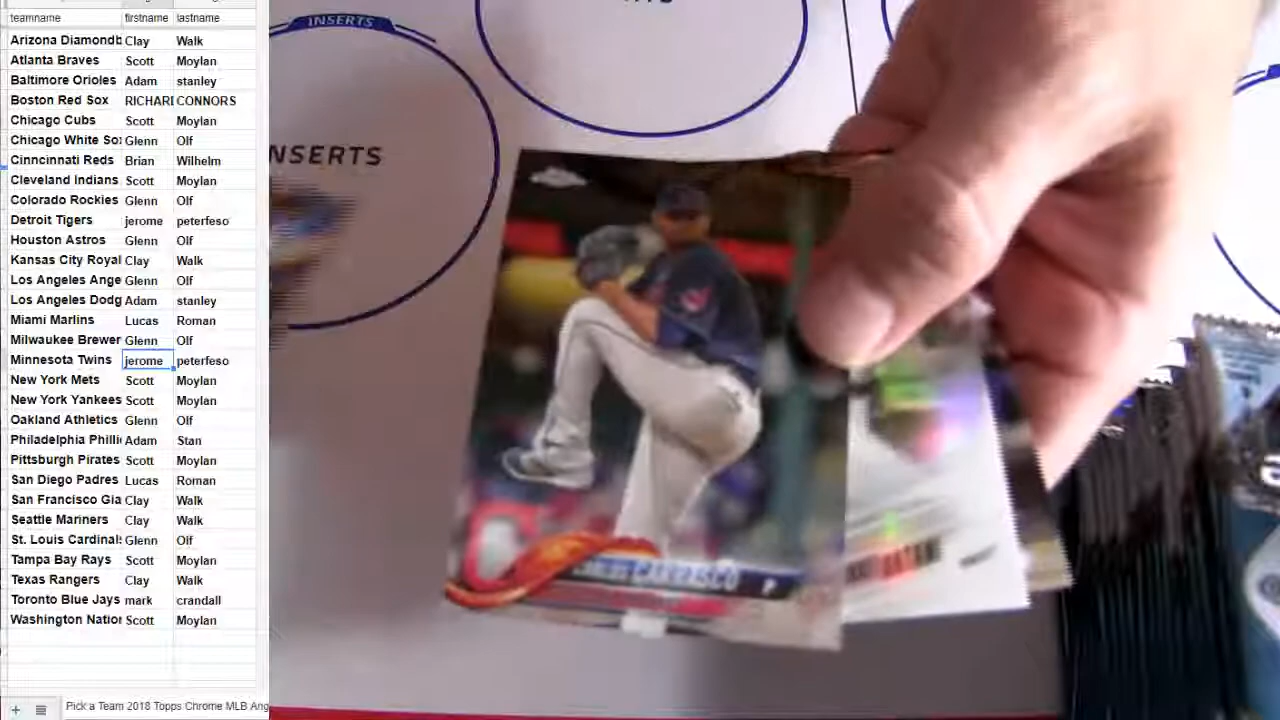 teamname firstname lastname
Arizona Diamondb Clay Walk
Atlanta Braves Scott Moylan
Baltimore Orioles Adam stanley
Boston Red Sox RICHARI CONNORS
Chicago Cubs Scott Moylan
Chicago White So Glenn Olf
Cinncinnati Reds Brian Wilhelm
Cleveland Indians Scott Moylan
Colorado Rockies Glenn Olf
Detroit Tigers jerome peterfeso
Houston Astros Glenn Olf
Kansas City Royal Clay Walk
Los Angeles Ange Glenn Olf
Los Angeles Dodg Adam stanley
Miami Marlins Lucas Roman
Milwaukee Brewer Glenn Olf
Minnesota Twins jerome peterfeso
New York Mets Scott Moylan
New York Yankees Scott Moylan
Oakland Athletics Glenn Olf
Philadelphia Philli Adam Stan
Pittsburgh Pirates Scott Moylan
San Diego Padres Lucas Roman
San Francisco Gia Clay Walk
Seattle Mariners Clay Walk
St. Louis Cardinals Glenn Olf
Tampa Bay Rays Scott Moylan
Texas Rangers Clay Walk
Toronto Blue Jays mark crandall
Washington Nation Scott Moylan
Pick a Team 2018 Topps Chrome MLB Ang
INSERTS
NSERTS
CARRASCO P